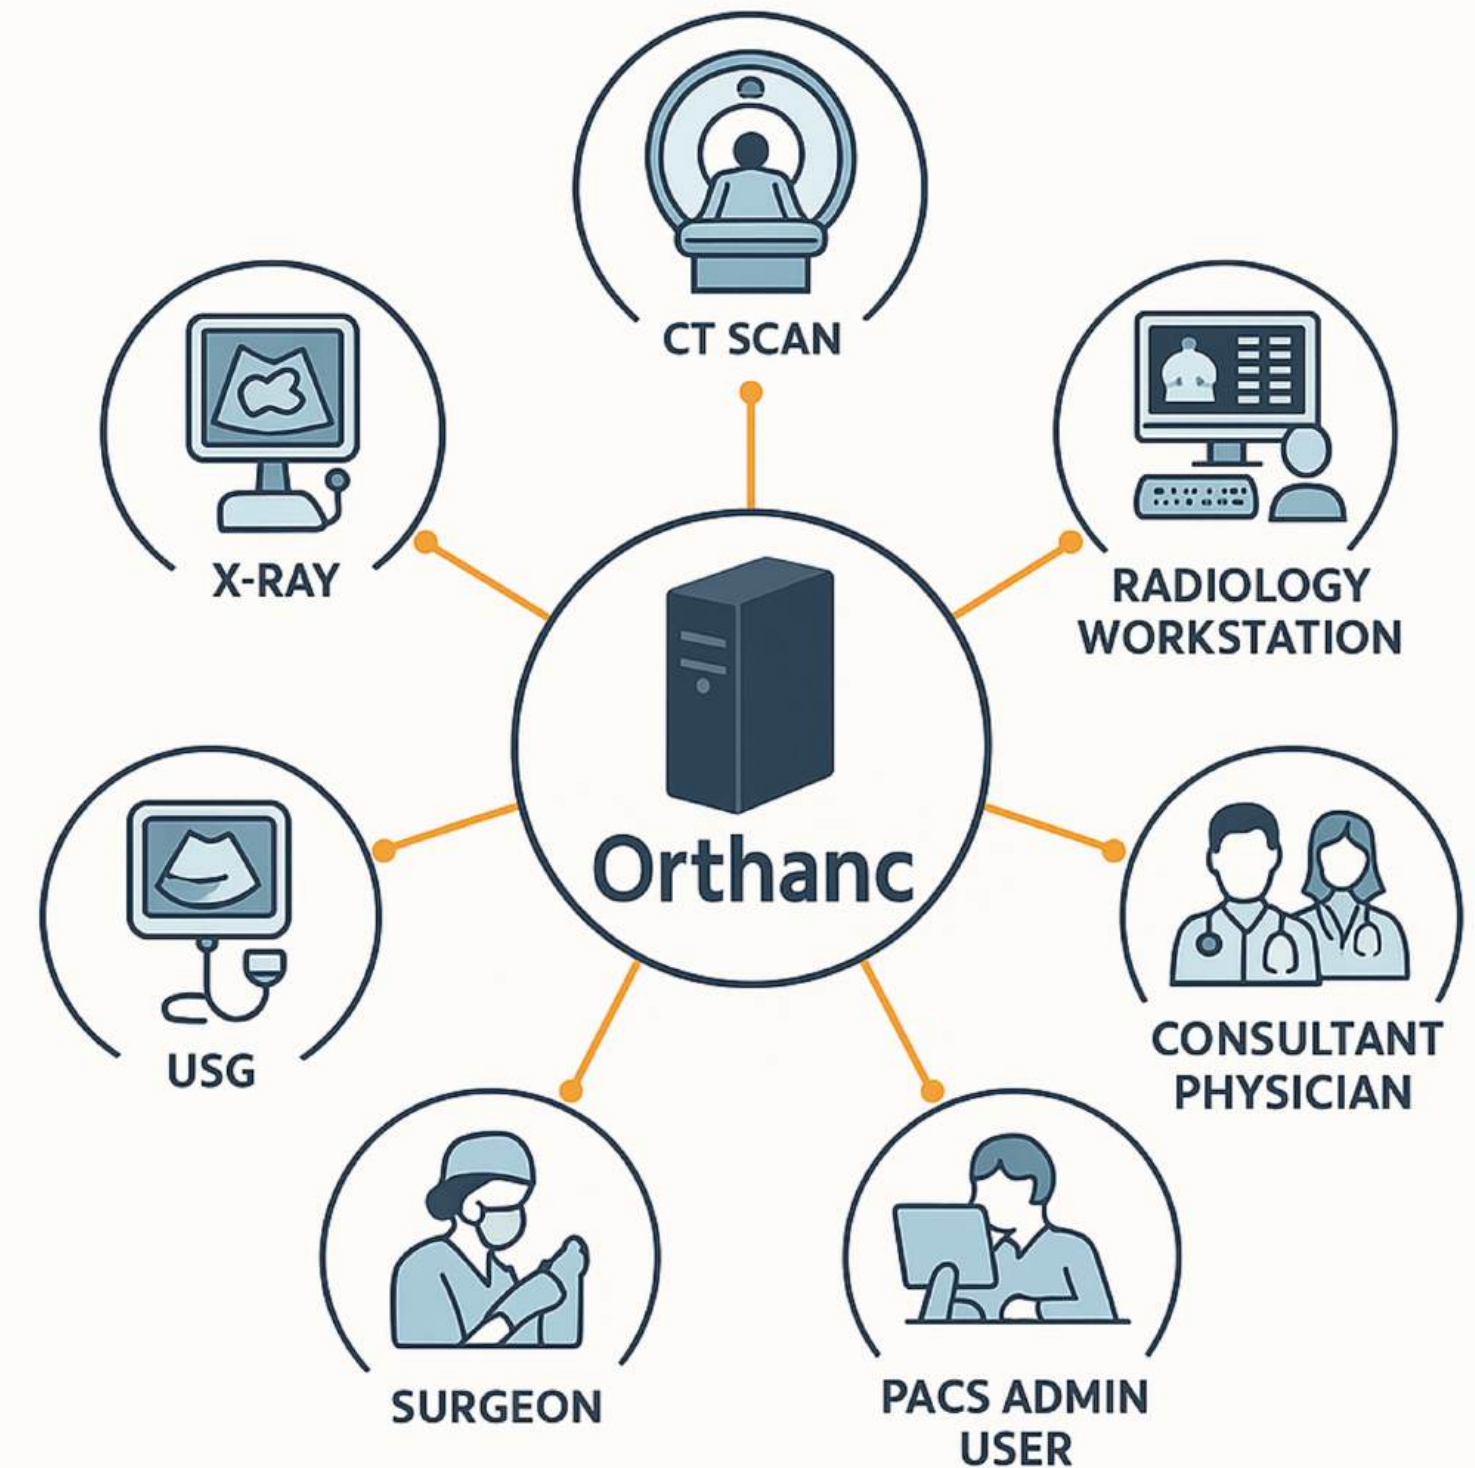 CT SCAN
X-RAY
RADIOLOGY
WORKSTATION
Orthanc
USG
CONSULTANT
PHYSICIAN
SURGEON
PACS ADMIN
USER